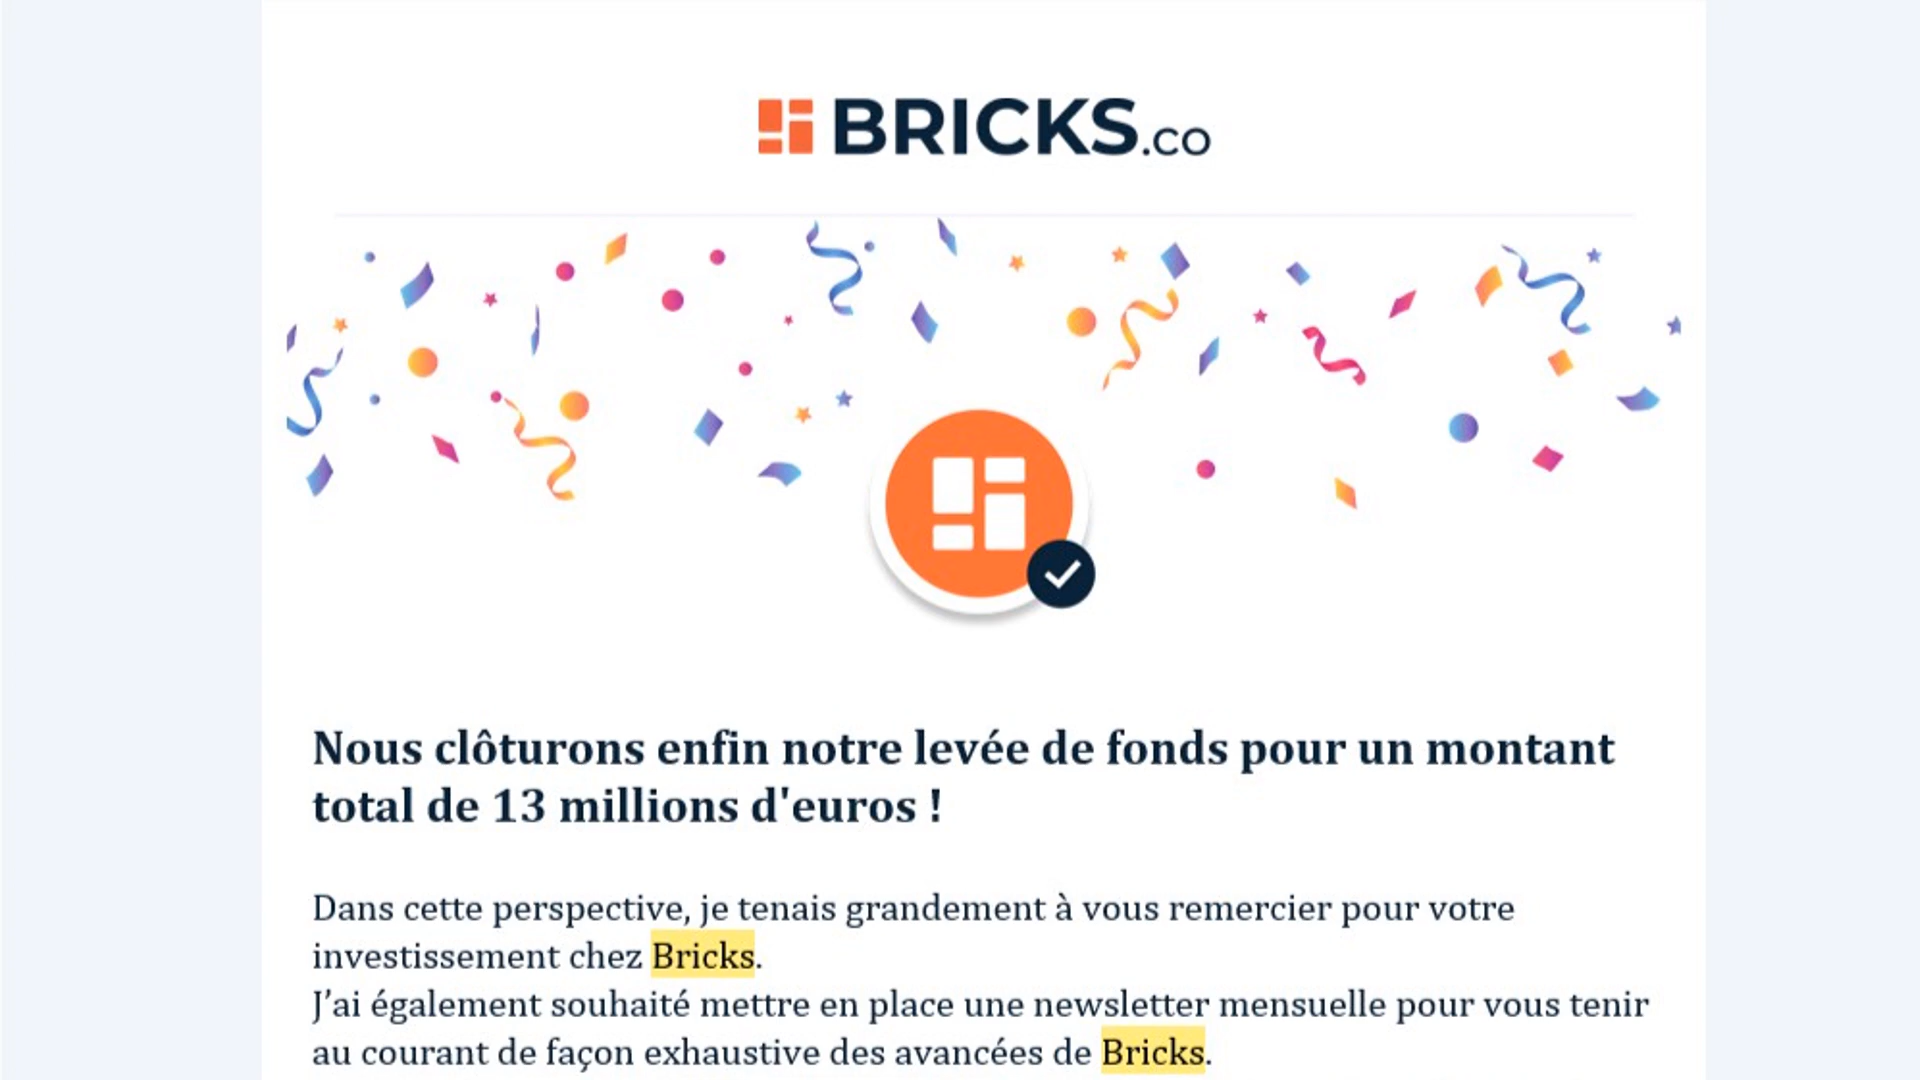 BRICKS.co
Nous clôturons enfin notre levée de fonds pour un montant
total de 13 millions d'euros !
Dans cette perspective, je tenais grandement à vous remercier pour votre
investissement chez Bricks.
J’ai également souhaité mettre en place une newsletter mensuelle pour vous tenir
au courant de façon exhaustive des avancées de Bricks.